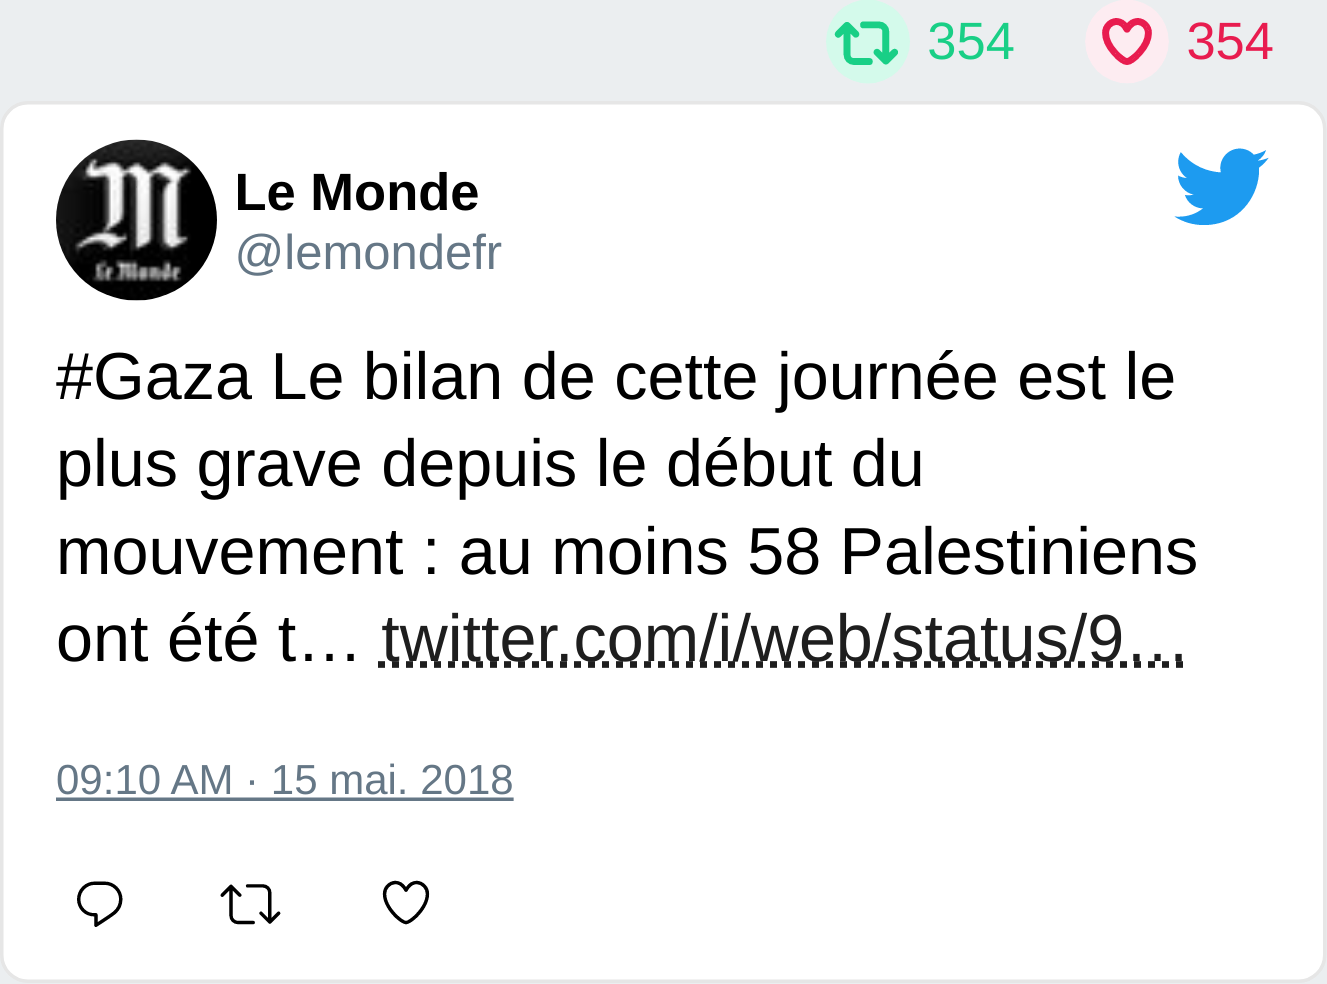 354 354
Le Monde
Le Monde
@lemondefr
#Gaza Le bilan de cette journée est le
plus grave depuis le début du
mouvement : au moins 58 Palestiniens
ont été t… twitter.com/i/web/status/9…
09:10 AM · 15 mai. 2018